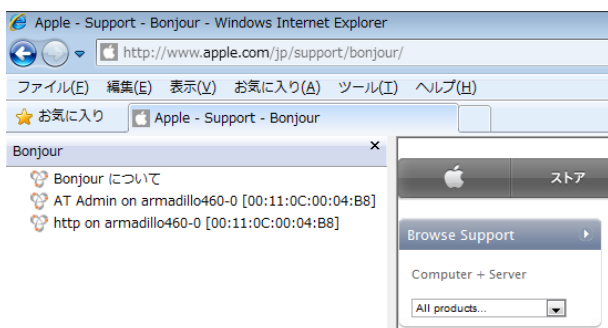 Apple - Support - Bonjour - Windows Internet Explorer
http://www.apple.com/jp/support/bonjour/
ファイル(F) 編集(E) 表示(V) お気に入り(A) ツール(T) ヘルプ(H)
お気に入り Apple - Support - Bonjour
Bonjour ×
Bonjour について
AT Admin on armadillo460-0 [00:11:0C:00:04:B8]
http on armadillo460-0 [00:11:0C:00:04:B8]
ストア
Browse Support
Computer + Server
All products...